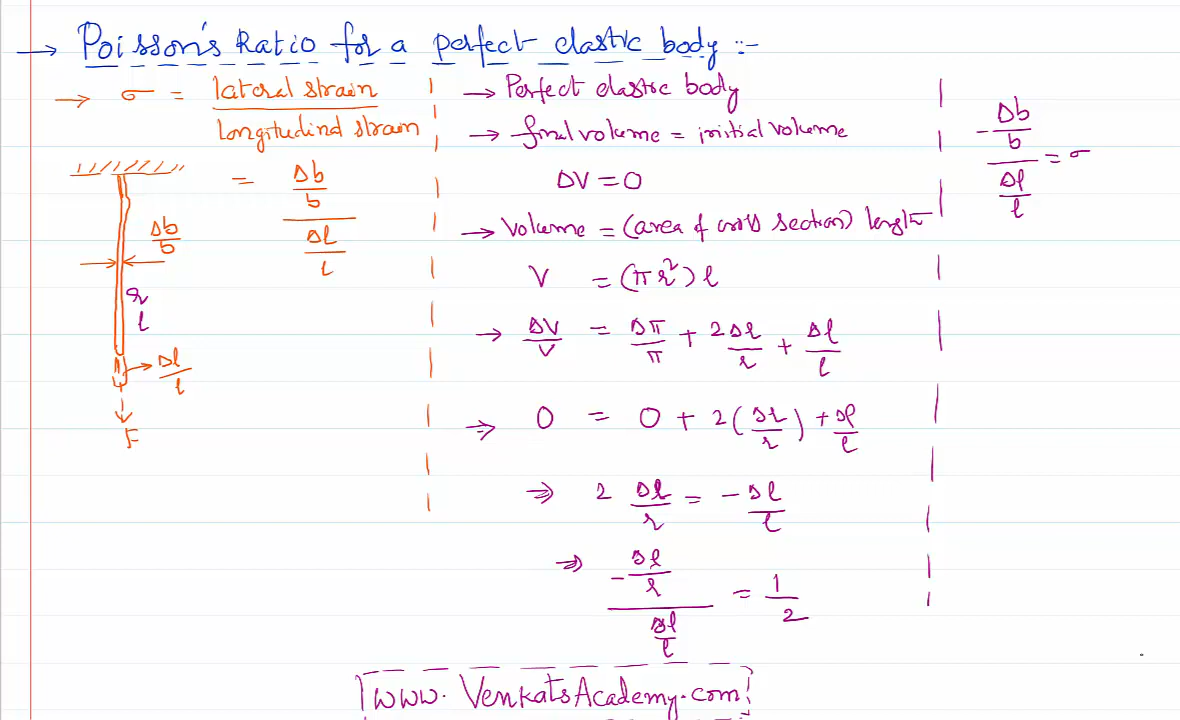 → Poisson's Ratio for a perfect elastic body :-
→ σ = lateral strain / longitudinal strain
= Δb/b / Δl/l
Δb/b
r
l
Δl/l
F
→ Perfect elastic body
→ final volume = initial volume
ΔV = 0
→ Volume = (area of cross section) length
V = (πr²) l
→ ΔV/V = Δπ/π + 2Δr/r + Δl/l
⇒ 0 = 0 + 2(Δr/r) + Δl/l
⇒ 2 Δr/r = -Δl/l
⇒ -Δr/r / Δl/l = 1/2
-Δb/b / Δl/l = σ
www.VenkatsAcademy.com